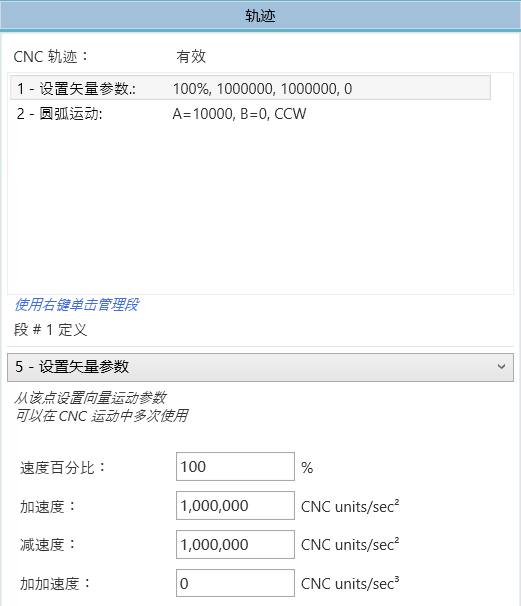 轨迹
CNC 轨迹： 有效
1 - 设置矢量参数.: 100%, 1000000, 1000000, 0
2 - 圆弧运动: A=10000, B=0, CCW
使用右键单击管理段
段 # 1 定义
5 - 设置矢量参数
从该点设置向量运动参数
可以在 CNC 运动中多次使用
速度百分比： 100 %
加速度： 1,000,000 CNC units/sec²
减速度： 1,000,000 CNC units/sec²
加加速度： 0 CNC units/sec³